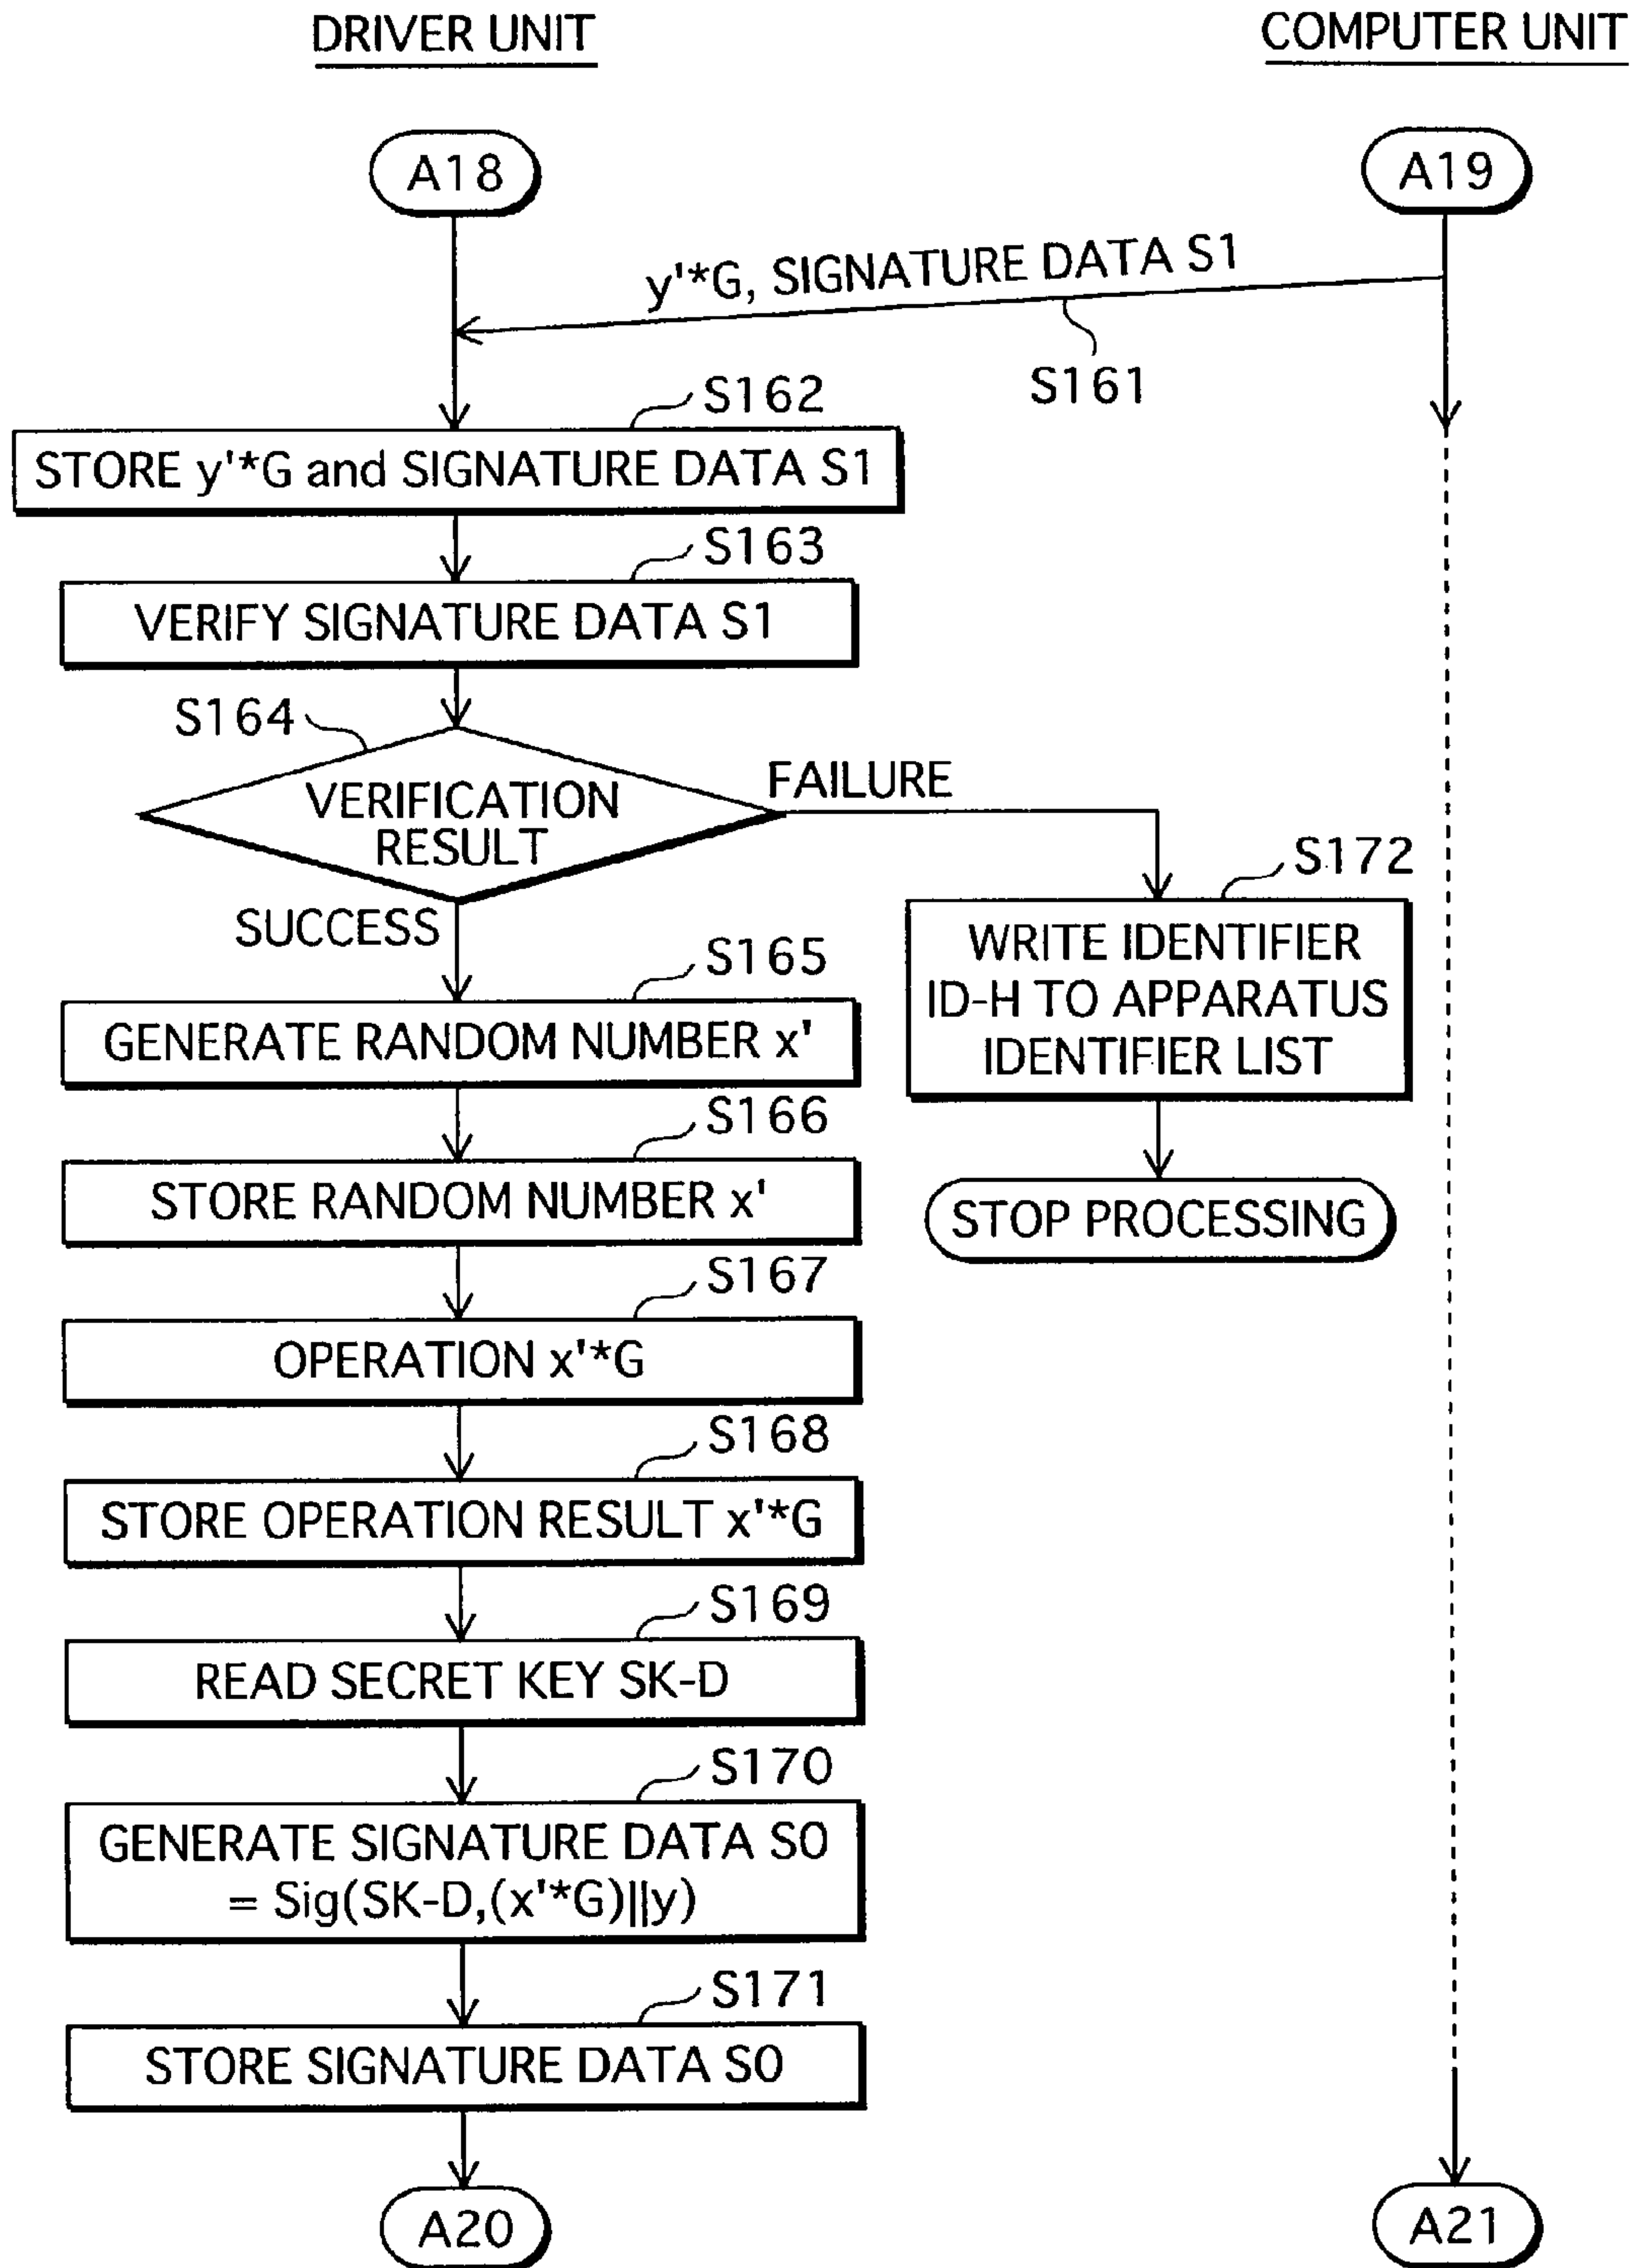 DRIVER UNIT
COMPUTER UNIT
A18
A19
y'*G, SIGNATURE DATA S1
S161
S162
STORE y'*G and SIGNATURE DATA S1
S163
VERIFY SIGNATURE DATA S1
S164
VERIFICATION
RESULT
FAILURE
SUCCESS
S172
WRITE IDENTIFIER
ID-H TO APPARATUS
IDENTIFIER LIST
STOP PROCESSING
S165
GENERATE RANDOM NUMBER x'
S166
STORE RANDOM NUMBER x'
S167
OPERATION x'*G
S168
STORE OPERATION RESULT x'*G
S169
READ SECRET KEY SK-D
S170
GENERATE SIGNATURE DATA S0
= Sig(SK-D,(x'*G)||y)
S171
STORE SIGNATURE DATA S0
A20
A21